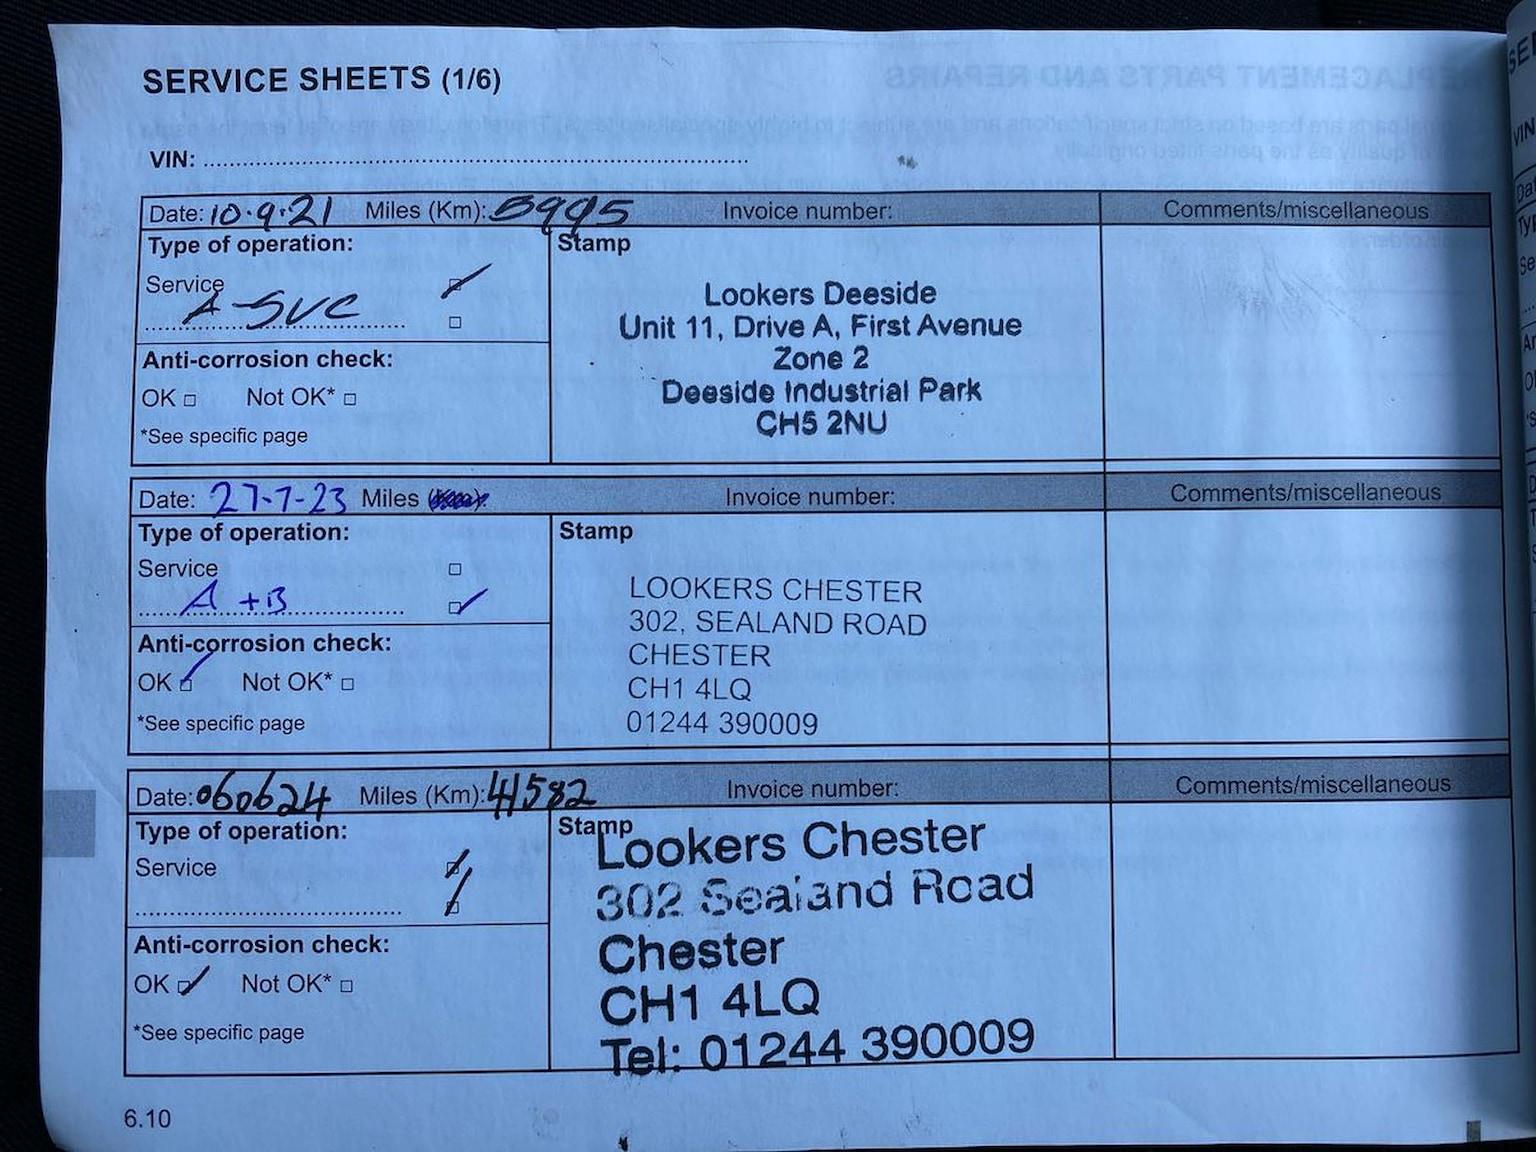 SERVICE SHEETS (1/6)
VIN: ..........................................................................................
Date: 10.9.21 Miles (Km): 8995 Invoice number: Comments/miscellaneous
Type of operation: Stamp
Service
A-SVC
Lookers Deeside
Unit 11, Drive A, First Avenue
Zone 2
Deeside Industrial Park
CH5 2NU
Anti-corrosion check:
OK □ Not OK* □
*See specific page
Date: 27-7-23 Miles Invoice number: Comments/miscellaneous
Type of operation: Stamp
Service □
A + B
LOOKERS CHESTER
302, SEALAND ROAD
CHESTER
CH1 4LQ
01244 390009
Anti-corrosion check:
OK Not OK* □
*See specific page
Date: 060624 Miles (Km): 41582 Invoice number: Comments/miscellaneous
Type of operation: Stamp
Service
Lookers Chester
302 Sealand Road
Chester
CH1 4LQ
Tel: 01244 390009
Anti-corrosion check:
OK Not OK* □
*See specific page
6.10